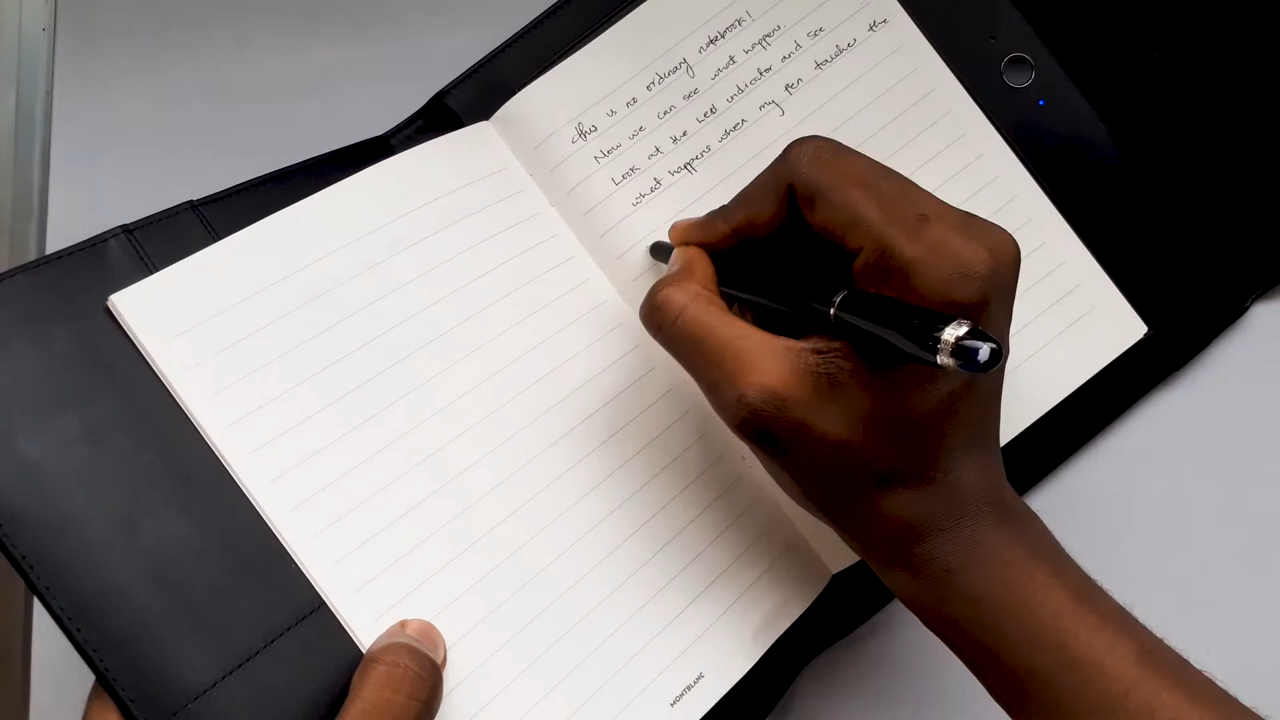 This is no ordinary notebook!
Now we can see what happens.
Look at the led indicator and see
what happens when my pen touches the
MONTBLANC